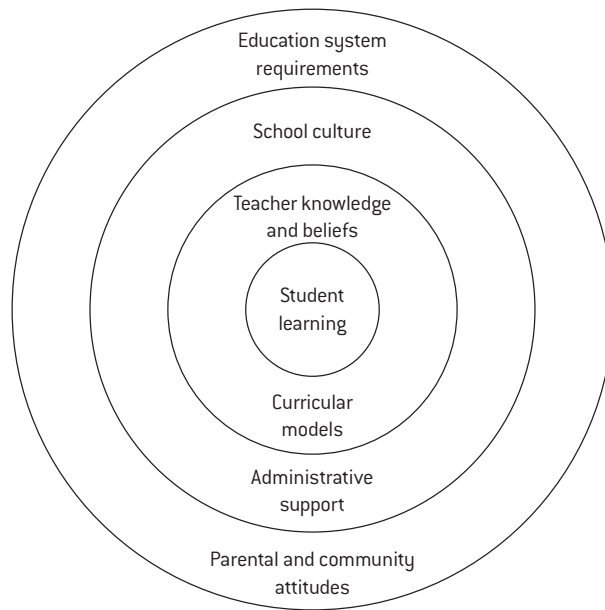 Education system
requirements
School culture
Teacher knowledge
and beliefs
Student
learning
Curricular
models
Administrative
support
Parental and community
attitudes